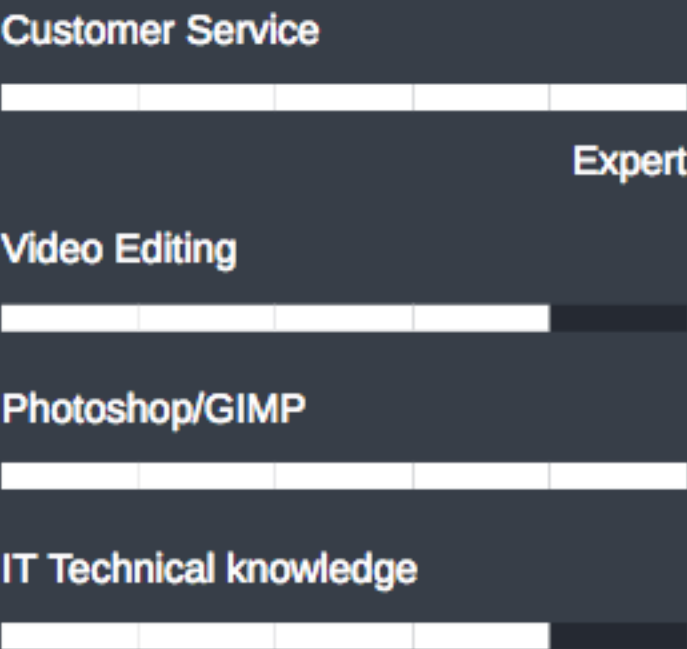 Customer Service
Expert
Video Editing
Photoshop/GIMP
IT Technical knowledge